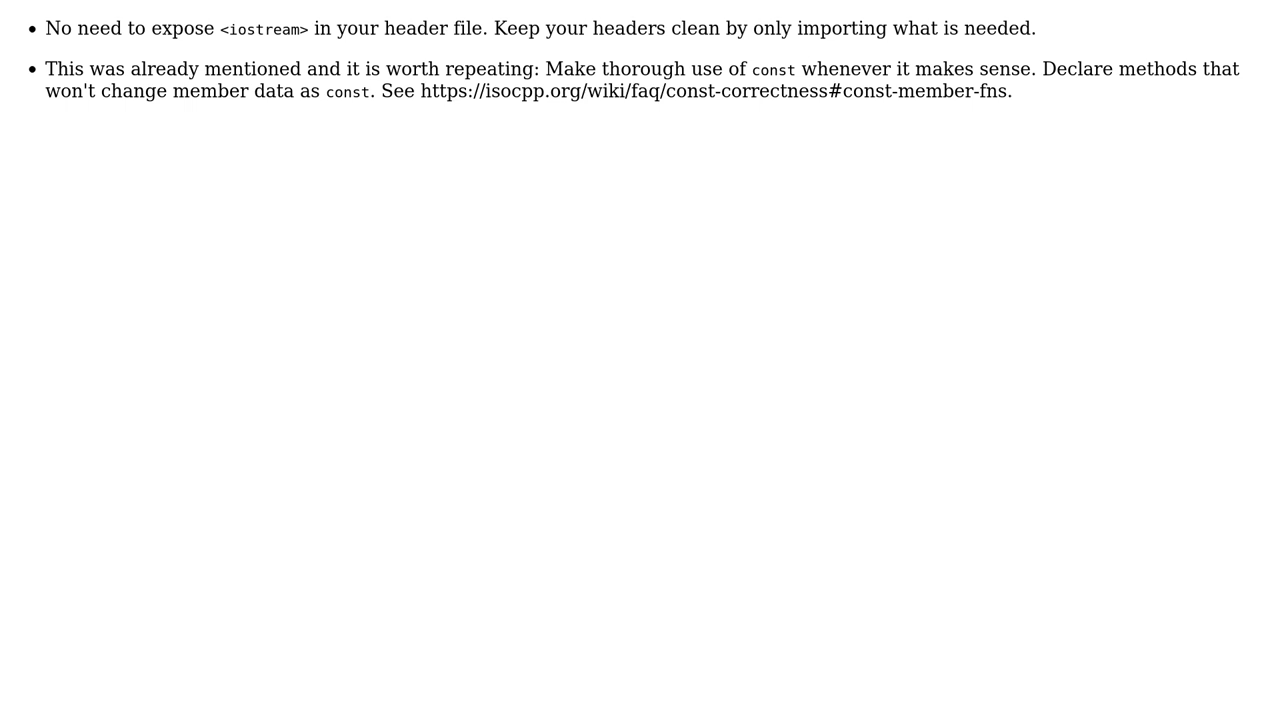 • No need to expose <iostream> in your header file. Keep your headers clean by only importing what is needed.
• This was already mentioned and it is worth repeating: Make thorough use of const whenever it makes sense. Declare methods that
won't change member data as const. See https://isocpp.org/wiki/faq/const-correctness#const-member-fns.